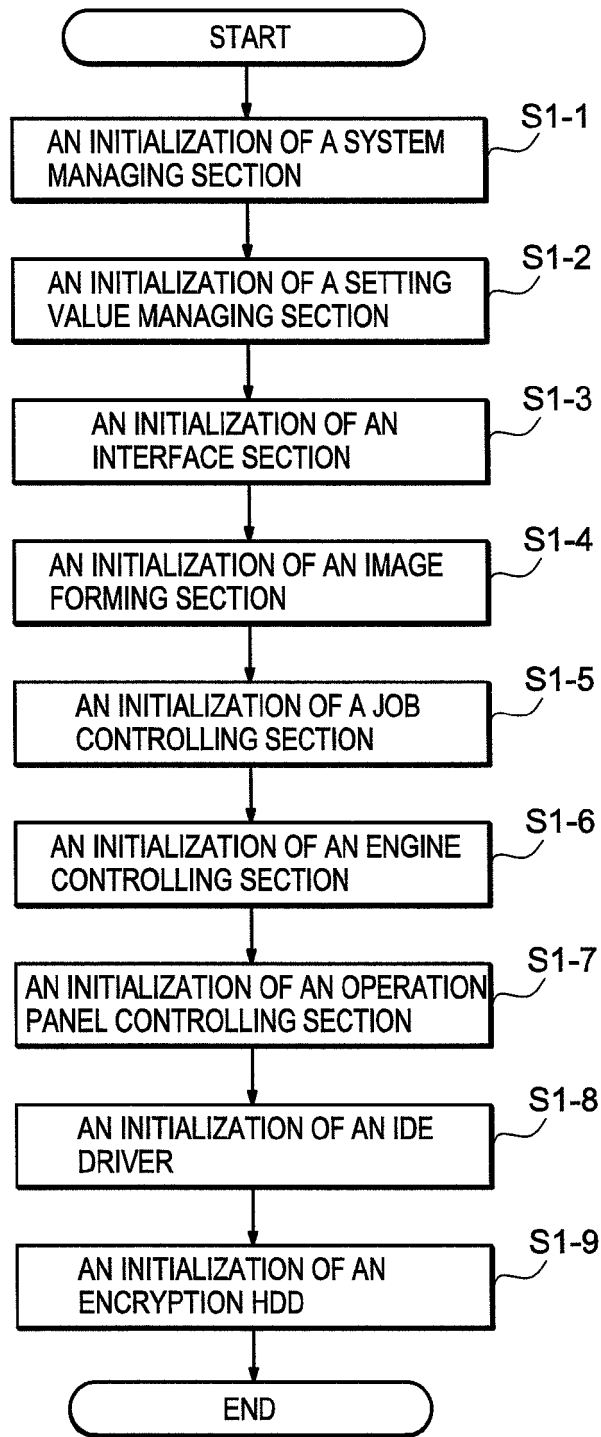 START
S1-1
AN INITIALIZATION OF A SYSTEM
MANAGING SECTION
S1-2
AN INITIALIZATION OF A SETTING
VALUE MANAGING SECTION
S1-3
AN INITIALIZATION OF AN
INTERFACE SECTION
S1-4
AN INITIALIZATION OF AN IMAGE
FORMING SECTION
S1-5
AN INITIALIZATION OF A JOB
CONTROLLING SECTION
S1-6
AN INITIALIZATION OF AN ENGINE
CONTROLLING SECTION
S1-7
AN INITIALIZATION OF AN OPERATION
PANEL CONTROLLING SECTION
S1-8
AN INITIALIZATION OF AN IDE
DRIVER
S1-9
AN INITIALIZATION OF AN
ENCRYPTION HDD
END